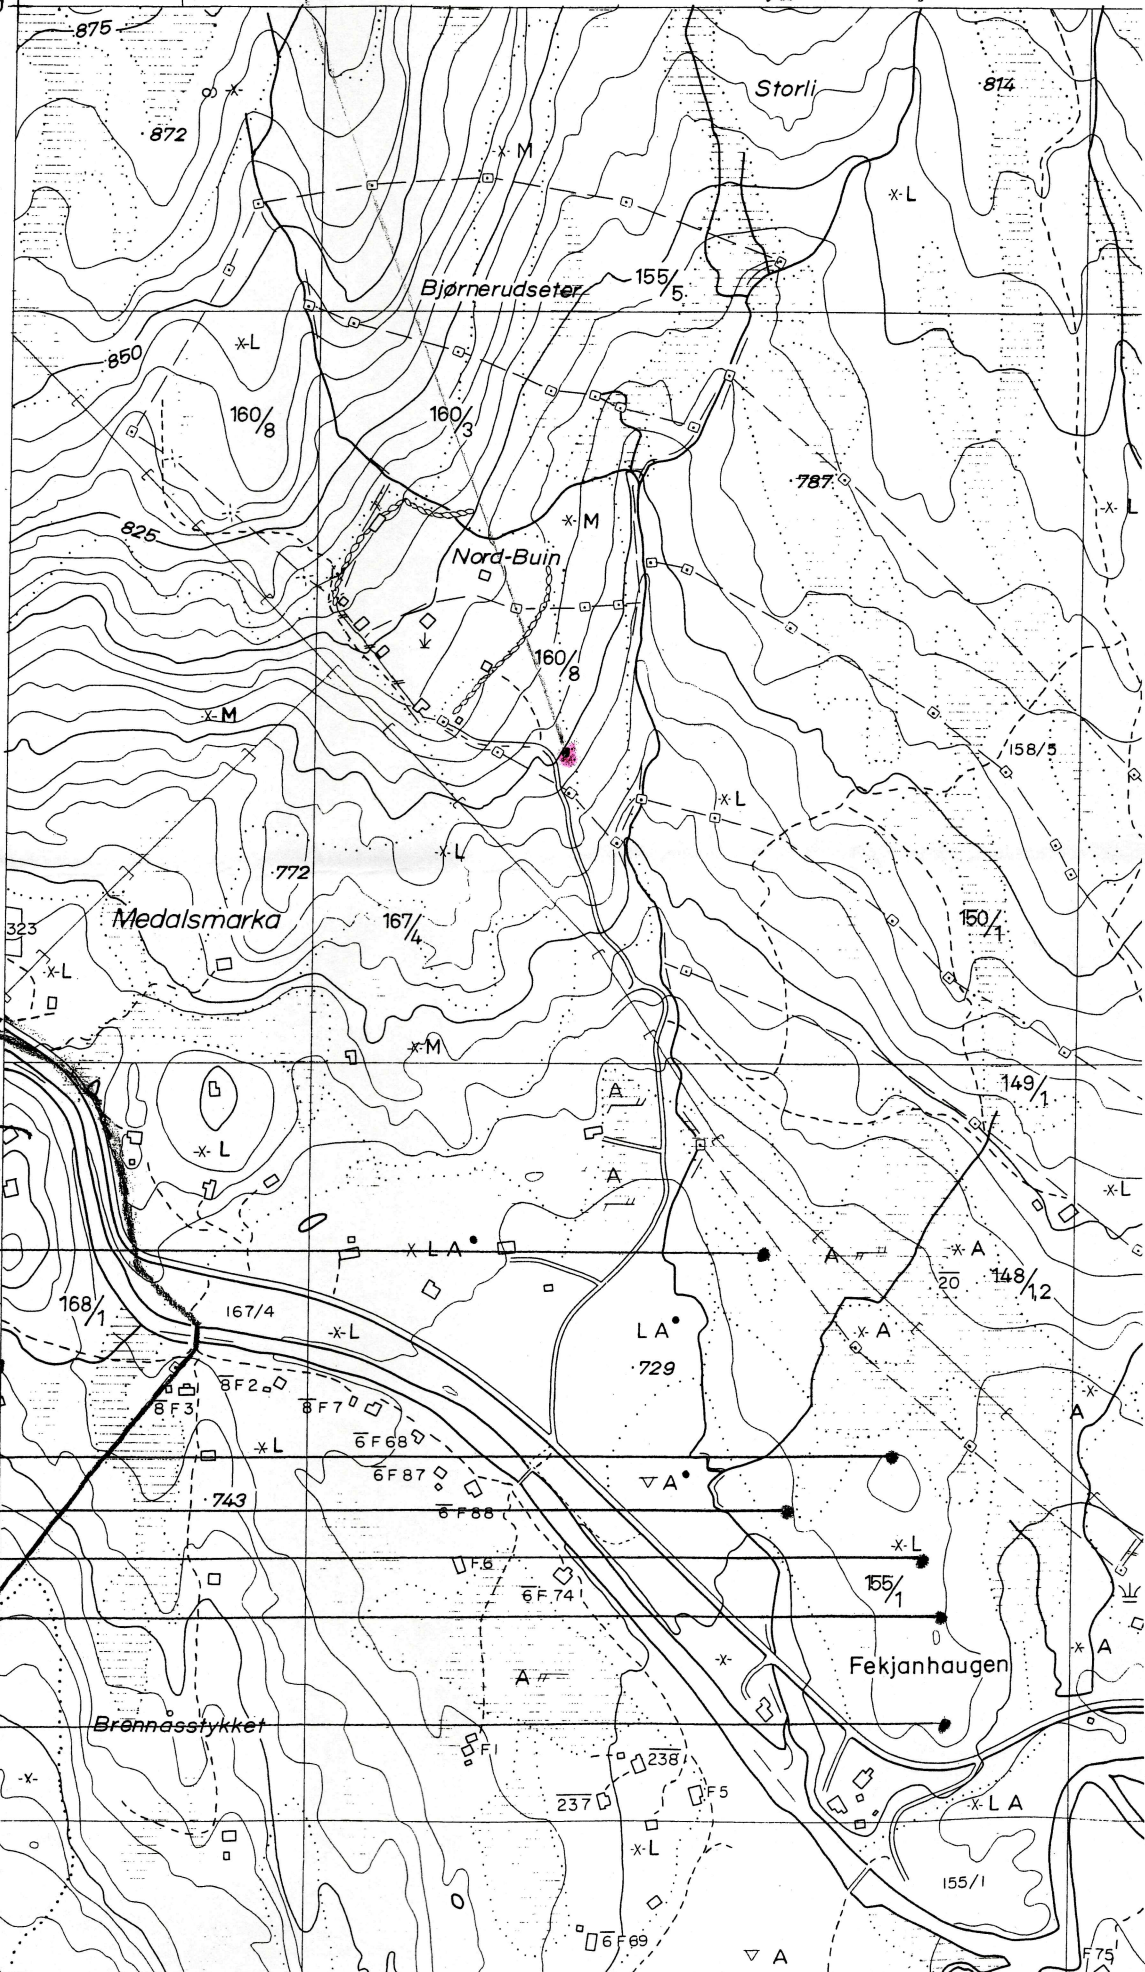 875
Storli
·814
·872
M
L
Bjørnerudseter
155/5
850
L
160/8
160/3
·787
L
825
M
Nord-Buin
160/8
M
158/5
L
L
·772
Medalsmarka
167/4
150/1
323
L
M
A
149/1
L
A
L
L A
A
A
20
148/1,2
168/1
167/4
L
L A
A
·729
8F2
8F3
8F7
A
L
6F68
6F87
▽ A
·743
6F88
L
F6
6F74
155/1
A
Fekjanhaugen
A
Brennåsstykket
F1
238
237
F5
L A
L
155/1
6F69
▽ A
F75